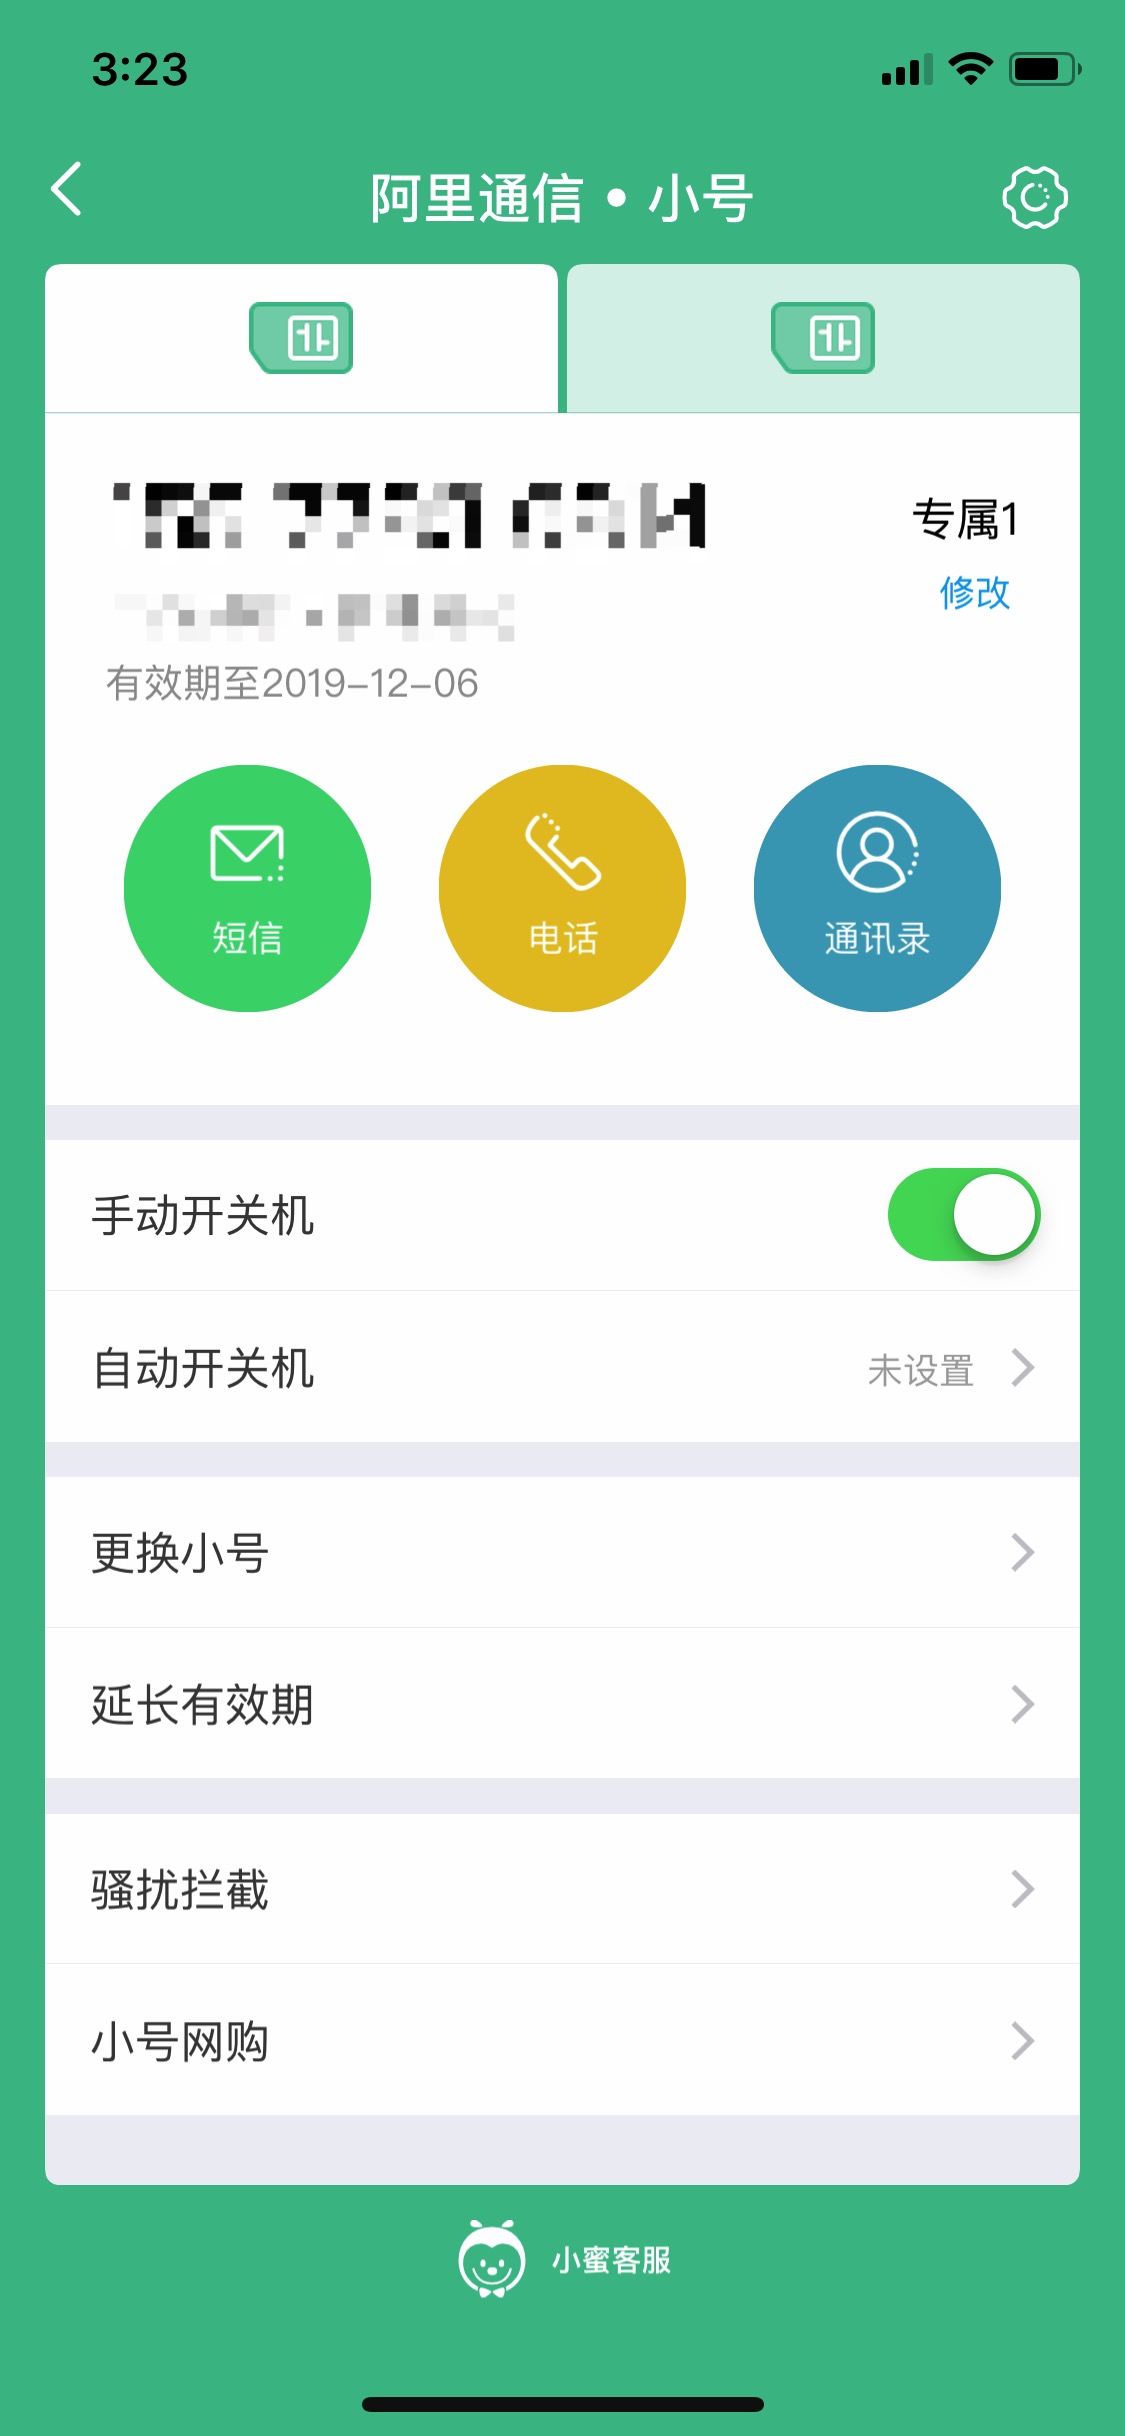 3:23
阿里通信 • 小号
专属1
修改
有效期至2019-12-06
短信
电话
通讯录
手动开关机
自动开关机
未设置
更换小号
延长有效期
骚扰拦截
小号网购
小蜜客服